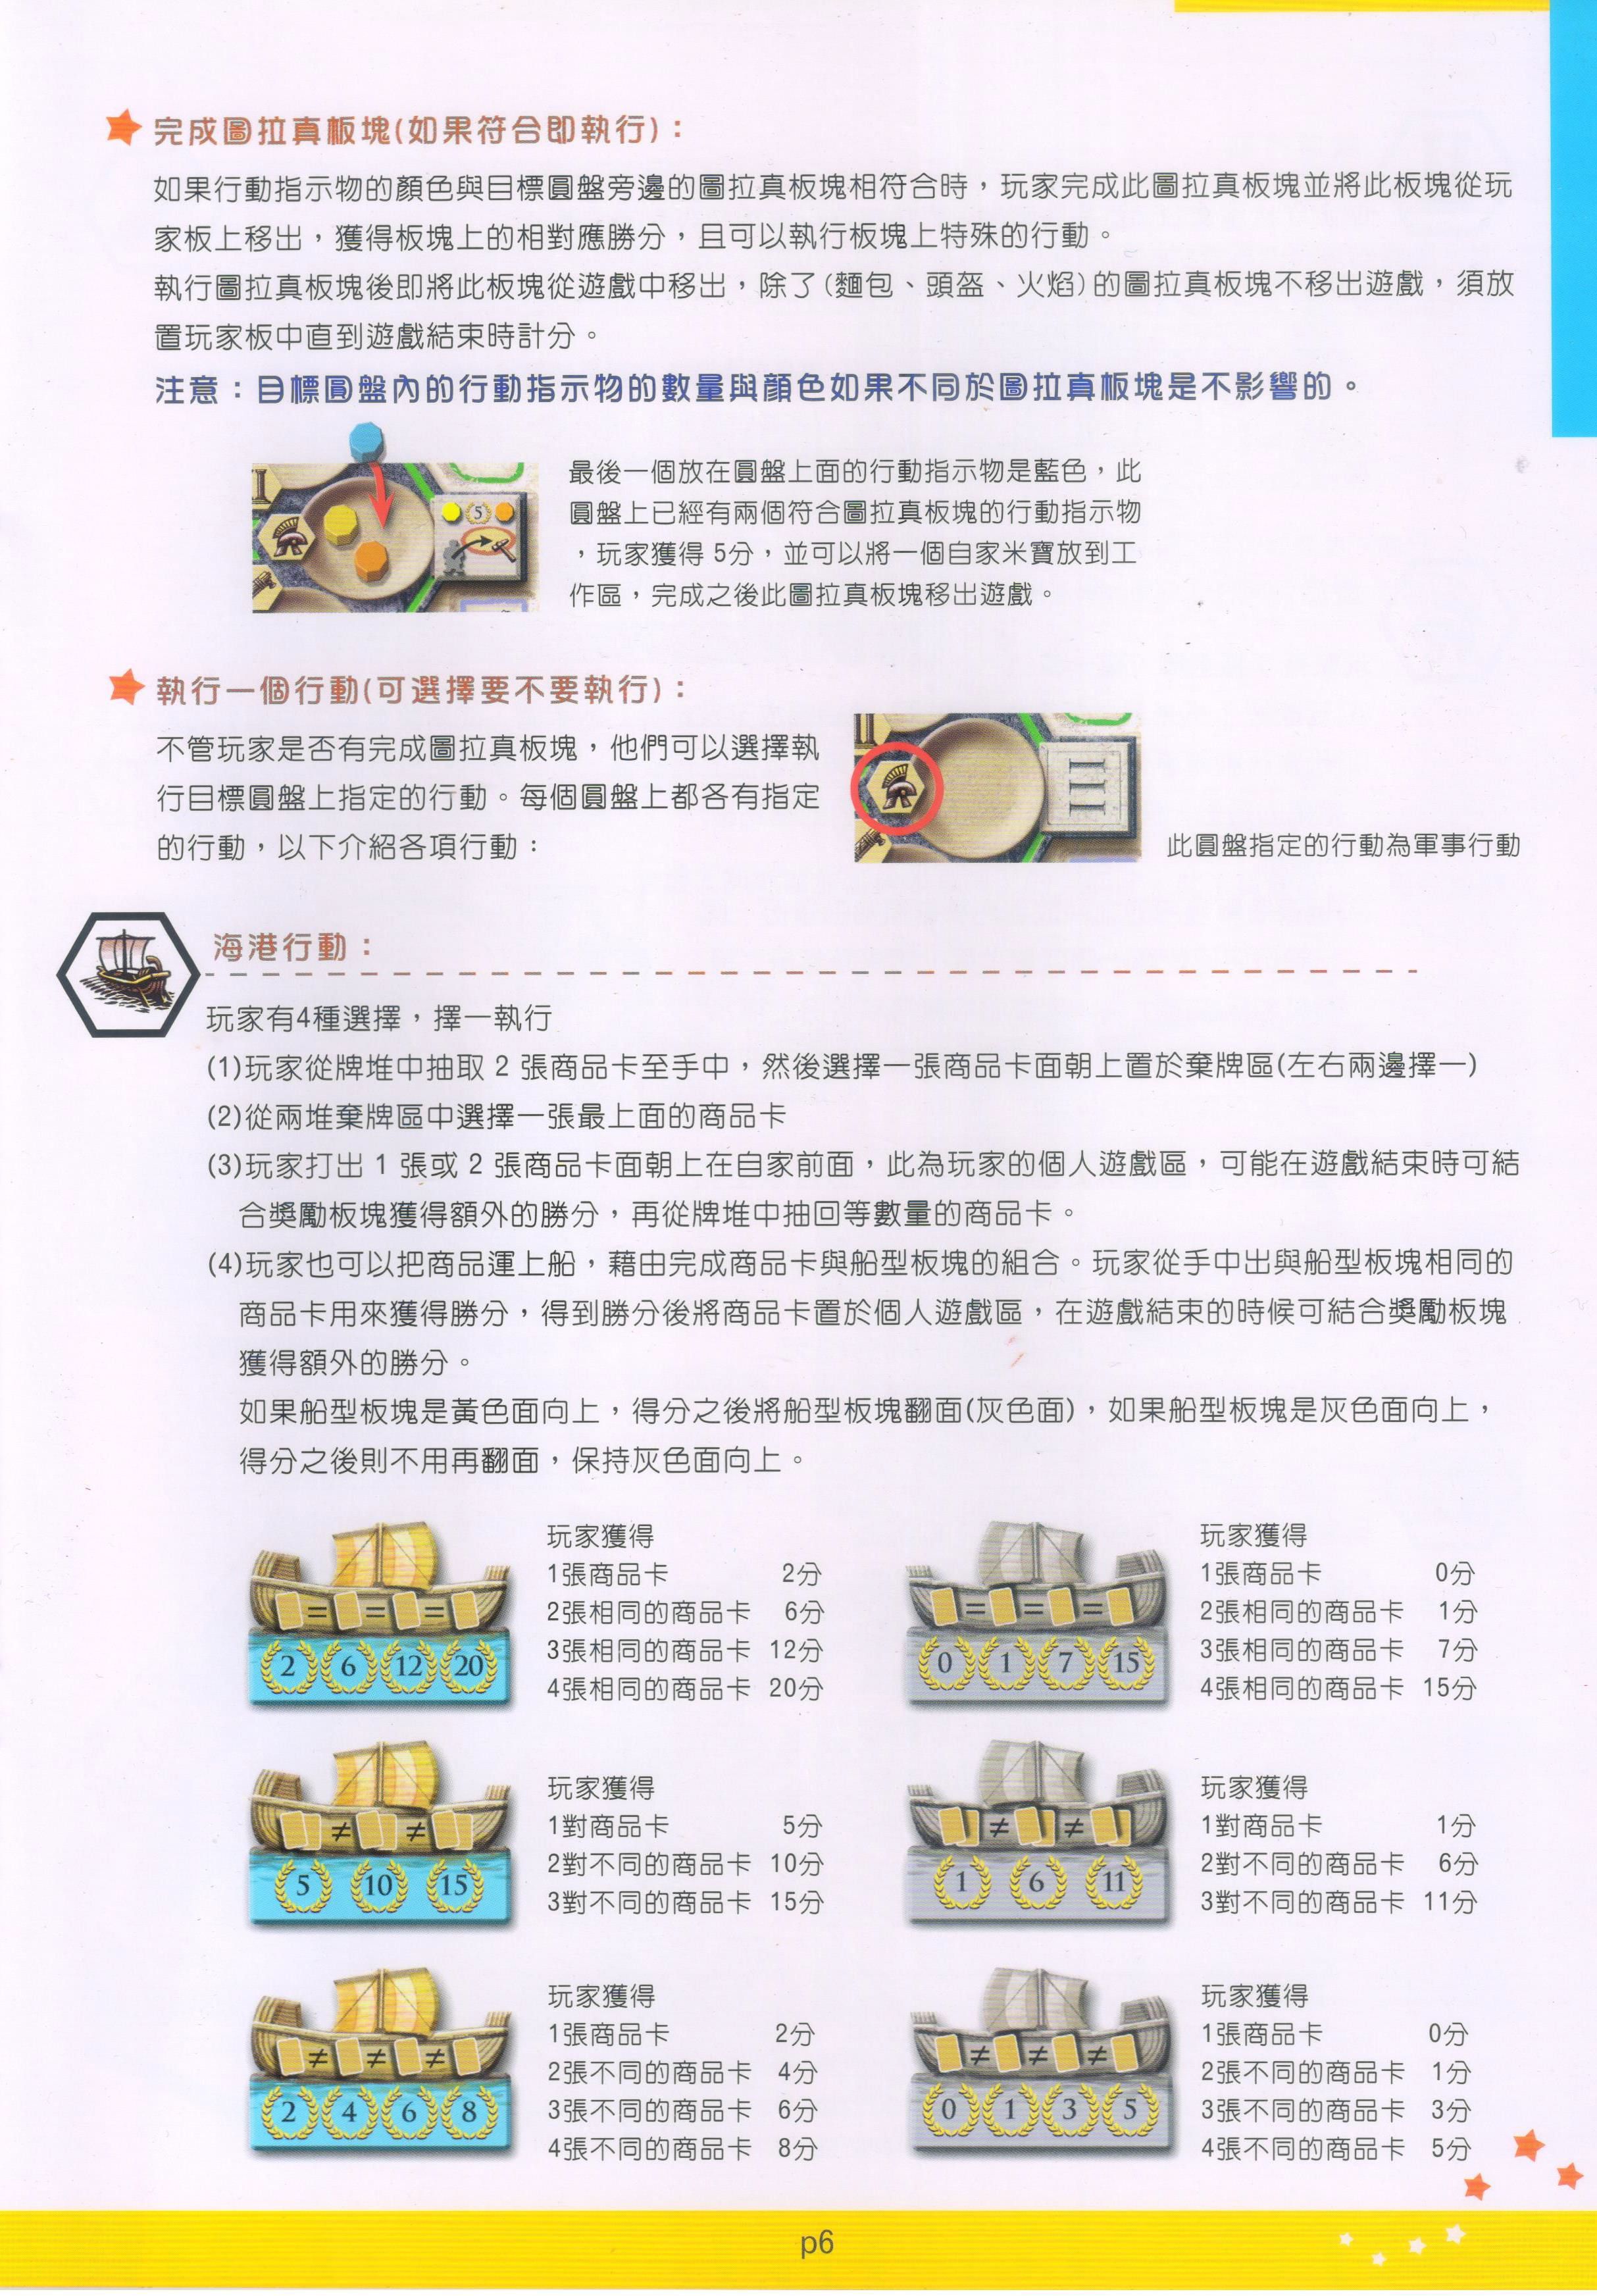 完成圖拉真板塊(如果符合即執行)：
如果行動指示物的顏色與目標圓盤旁邊的圖拉真板塊相符合時，玩家完成此圖拉真板塊並將此板塊從玩
家板上移出，獲得板塊上的相對應勝分，且可以執行板塊上特殊的行動。
執行圖拉真板塊後即將此板塊從遊戲中移出，除了(麵包、頭盔、火焰)的圖拉真板塊不移出遊戲，須放
置玩家板中直到遊戲結束時計分。
注意：目標圓盤內的行動指示物的數量與顏色如果不同於圖拉真板塊是不影響的。
I
5
最後一個放在圓盤上面的行動指示物是藍色，此
圓盤上已經有兩個符合圖拉真板塊的行動指示物
，玩家獲得 5分，並可以將一個自家米寶放到工
作區，完成之後此圖拉真板塊移出遊戲。
執行一個行動(可選擇要不要執行)：
不管玩家是否有完成圖拉真板塊，他們可以選擇執
行目標圓盤上指定的行動。每個圓盤上都各有指定
的行動，以下介紹各項行動：
II
III
此圓盤指定的行動為軍事行動
海港行動：
玩家有4種選擇，擇一執行
(1)玩家從牌堆中抽取 2 張商品卡至手中，然後選擇一張商品卡面朝上置於棄牌區(左右兩邊擇一)
(2)從兩堆棄牌區中選擇一張最上面的商品卡
(3)玩家打出 1 張或 2 張商品卡面朝上在自家前面，此為玩家的個人遊戲區，可能在遊戲結束時可結
合獎勵板塊獲得額外的勝分，再從牌堆中抽回等數量的商品卡。
(4)玩家也可以把商品運上船，藉由完成商品卡與船型板塊的組合。玩家從手中出與船型板塊相同的
商品卡用來獲得勝分，得到勝分後將商品卡置於個人遊戲區，在遊戲結束的時候可結合獎勵板塊
獲得額外的勝分。
如果船型板塊是黃色面向上，得分之後將船型板塊翻面(灰色面)，如果船型板塊是灰色面向上，
得分之後則不用再翻面，保持灰色面向上。
= = =
2 6 12 20
玩家獲得
1張商品卡 2分
2張相同的商品卡 6分
3張相同的商品卡 12分
4張相同的商品卡 20分
= = =
0 1 7 15
玩家獲得
1張商品卡 0分
2張相同的商品卡 1分
3張相同的商品卡 7分
4張相同的商品卡 15分
≠ ≠
5 10 15
玩家獲得
1對商品卡 5分
2對不同的商品卡 10分
3對不同的商品卡 15分
≠ ≠
1 6 11
玩家獲得
1對商品卡 1分
2對不同的商品卡 6分
3對不同的商品卡 11分
≠ ≠ ≠
2 4 6 8
玩家獲得
1張商品卡 2分
2張不同的商品卡 4分
3張不同的商品卡 6分
4張不同的商品卡 8分
≠ ≠ ≠
0 1 3 5
玩家獲得
1張商品卡 0分
2張不同的商品卡 1分
3張不同的商品卡 3分
4張不同的商品卡 5分
p6